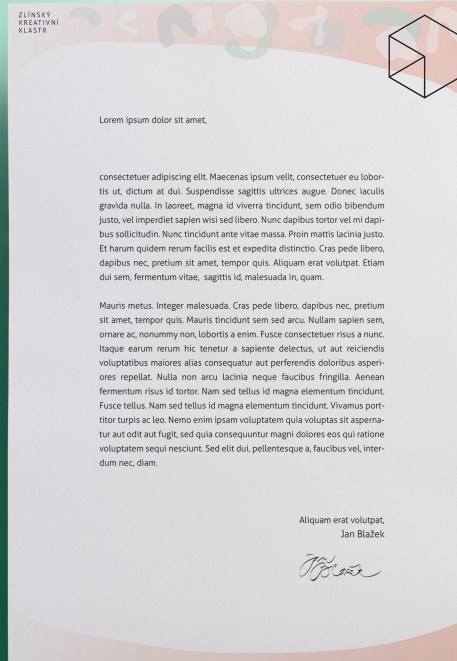 ZLÍNSKÝ
KREATIVNÍ
KLASTR
Lorem ipsum dolor sit amet,
consectetuer adipiscing elit. Maecenas ipsum velit, consectetuer eu lobor-
tis ut, dictum at dui. Suspendisse sagittis ultrices augue. Donec iaculis
gravida nulla. In laoreet, magna id viverra tincidunt, sem odio bibendum
justo, vel imperdiet sapien wisi sed libero. Nunc dapibus tortor vel mi dapi-
bus sollicitudin. Nunc tincidunt ante vitae massa. Proin mattis lacinia justo.
Et harum quidem rerum facilis est et expedita distinctio. Cras pede libero,
dapibus nec, pretium sit amet, tempor quis. Aliquam erat volutpat. Etiam
dui sem, fermentum vitae, sagittis id, malesuada in, quam.
Mauris metus. Integer malesuada. Cras pede libero, dapibus nec, pretium
sit amet, tempor quis. Mauris tincidunt sem sed arcu. Nullam sapien sem,
ornare ac, nonummy non, lobortis a enim. Fusce consectetuer risus a nunc.
Itaque earum rerum hic tenetur a sapiente delectus, ut aut reiciendis
voluptatibus maiores alias consequatur aut perferendis doloribus asperi-
ores repellat. Nulla non arcu lacinia neque faucibus fringilla. Aenean
fermentum risus id tortor. Nam sed tellus id magna elementum tincidunt.
Fusce tellus. Nam sed tellus id magna elementum tincidunt. Vivamus port-
titor turpis ac leo. Nemo enim ipsam voluptatem quia voluptas sit asperna-
tur aut odit aut fugit, sed quia consequuntur magni dolores eos qui ratione
voluptatem sequi nesciunt. Sed elit dui, pellentesque a, faucibus vel, inter-
dum nec, diam.
Aliquam erat volutpat,
Jan Blažek
Jan Blažek